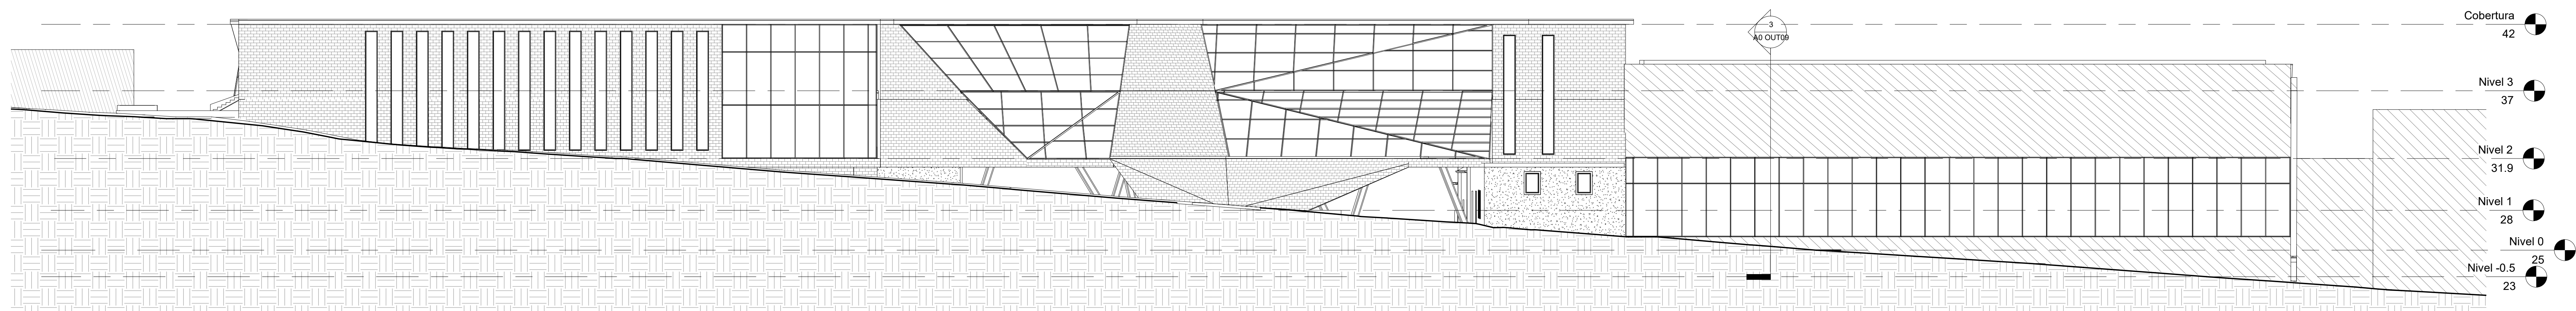 3
A0 OUT09
Cobertura
42
Nivel 3
37
Nivel 2
31.9
Nivel 1
28
Nivel 0
25
Nivel -0.5
23